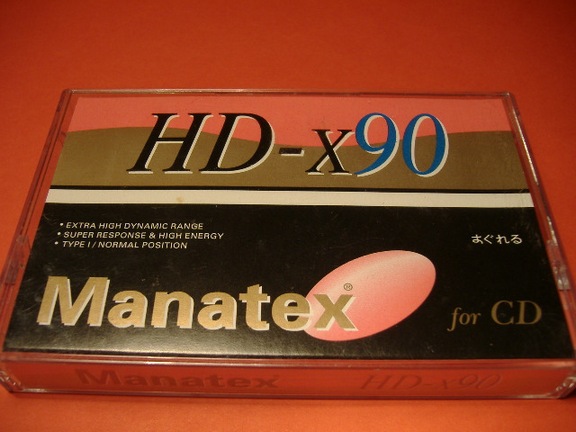 HD-x90
• EXTRA HIGH DYNAMIC RANGE
• SUPER RESPONSE & HIGH ENERGY
• TYPE I / NORMAL POSITION
まぐれる
Manatex®
for CD
Manatex HD-x90